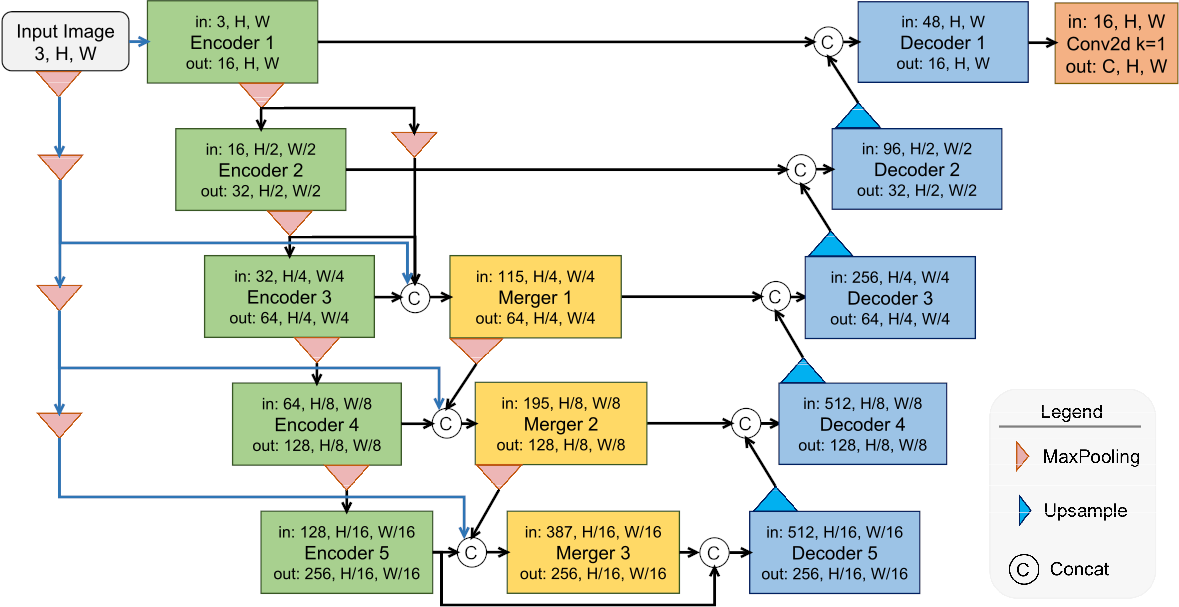 Input Image
3, H, W
in: 3, H, W
Encoder 1
out: 16, H, W
C
in: 48, H, W
Decoder 1
out: 16, H, W
in: 16, H, W
Conv2d k=1
out: C, H, W
in: 16, H/2, W/2
Encoder 2
out: 32, H/2, W/2
C
in: 96, H/2, W/2
Decoder 2
out: 32, H/2, W/2
in: 32, H/4, W/4
Encoder 3
out: 64, H/4, W/4
C
in: 115, H/4, W/4
Merger 1
out: 64, H/4, W/4
C
in: 256, H/4, W/4
Decoder 3
out: 64, H/4, W/4
in: 64, H/8, W/8
Encoder 4
out: 128, H/8, W/8
C
in: 195, H/8, W/8
Merger 2
out: 128, H/8, W/8
C
in: 512, H/8, W/8
Decoder 4
out: 128, H/8, W/8
in: 128, H/16, W/16
Encoder 5
out: 256, H/16, W/16
C
in: 387, H/16, W/16
Merger 3
out: 256, H/16, W/16
C
in: 512, H/16, W/16
Decoder 5
out: 256, H/16, W/16
Legend
MaxPooling
Upsample
C Concat